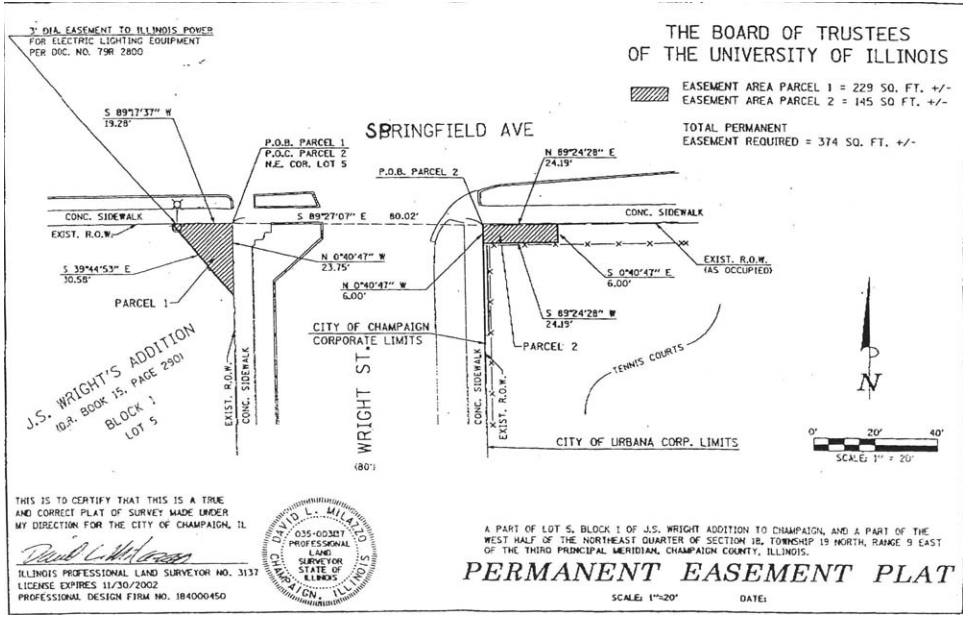 3' DIA. EASEMENT TO ILLINOIS POWER
FOR ELECTRIC LIGHTING EQUIPMENT
PER DOC. NO. 79R 2800
THE BOARD OF TRUSTEES
OF THE UNIVERSITY OF ILLINOIS
EASEMENT AREA PARCEL 1 = 229 SQ. FT. +/-
EASEMENT AREA PARCEL 2 = 145 SQ. FT. +/-
TOTAL PERMANENT
EASEMENT REQUIRED = 374 SQ. FT. +/-
S 89°17'37" W
19.28'
SPRINGFIELD AVE
P.O.B. PARCEL 1
P.O.C. PARCEL 2
N.E. COR. LOT 5
P.O.B. PARCEL 2
N 89°24'28" E
24.19'
CONC. SIDEWALK
S 89°27'07" E 80.02'
CONC. SIDEWALK
EXIST. R.O.W.
EXIST. R.O.W.
(AS OCCUPIED)
S 39°44'53" E
30.58'
N 0°40'47" W
23.75'
N 0°40'47" W
6.00'
S 0°40'47" E
6.00'
S 89°24'28" W
24.19'
PARCEL 1
PARCEL 2
CITY OF CHAMPAIGN
CORPORATE LIMITS
TENNIS COURTS
J.S. WRIGHT'S ADDITION
(D.R. BOOK 15, PAGE 290)
BLOCK 1
LOT 5
EXIST. R.O.W.
CONC. SIDEWALK
WRIGHT ST.
(80')
CONC. SIDEWALK
EXIST. R.O.W.
CITY OF URBANA CORP. LIMITS
N
0' 20' 40'
SCALE: 1" = 20'
THIS IS TO CERTIFY THAT THIS IS A TRUE
AND CORRECT PLAT OF SURVEY MADE UNDER
MY DIRECTION FOR THE CITY OF CHAMPAIGN, IL
ILLINOIS PROFESSIONAL LAND SURVEYOR NO. 3137
LICENSE EXPIRES 11/30/2002
PROFESSIONAL DESIGN FIRM NO. 184000450
DAVID L. MILAZZO
035-003137
PROFESSIONAL
LAND
SURVEYOR
STATE OF
ILLINOIS
CHAMPAIGN, ILLINOIS
A PART OF LOT 5, BLOCK 1 OF J.S. WRIGHT ADDITION TO CHAMPAIGN, AND A PART OF THE
WEST HALF OF THE NORTHEAST QUARTER OF SECTION 18, TOWNSHIP 19 NORTH, RANGE 9 EAST
OF THE THIRD PRINCIPAL MERIDIAN, CHAMPAIGN COUNTY, ILLINOIS.
PERMANENT EASEMENT PLAT
SCALE: 1"=20' DATE: